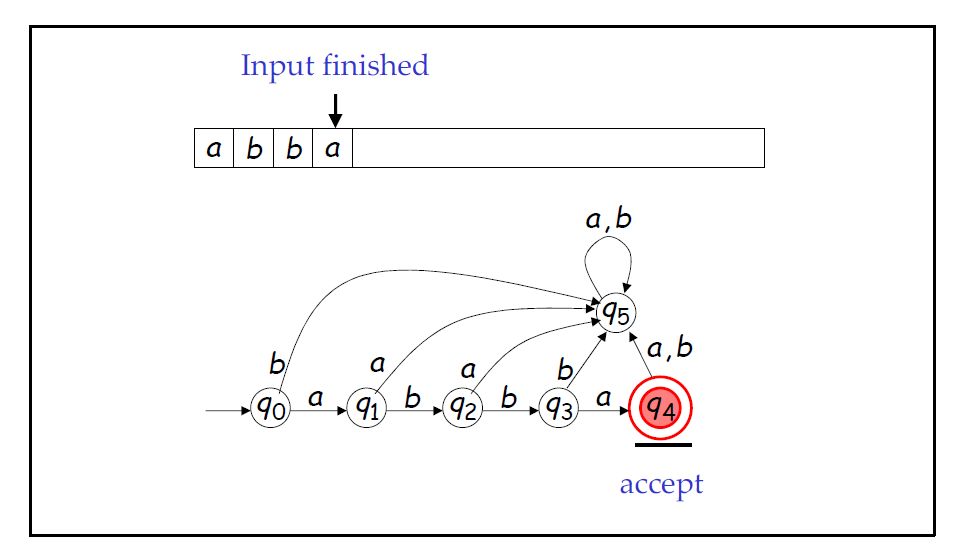 Input finished
a b b a
a, b
q5
b a a b a, b
q0 a q1 b q2 b q3 a q4
accept